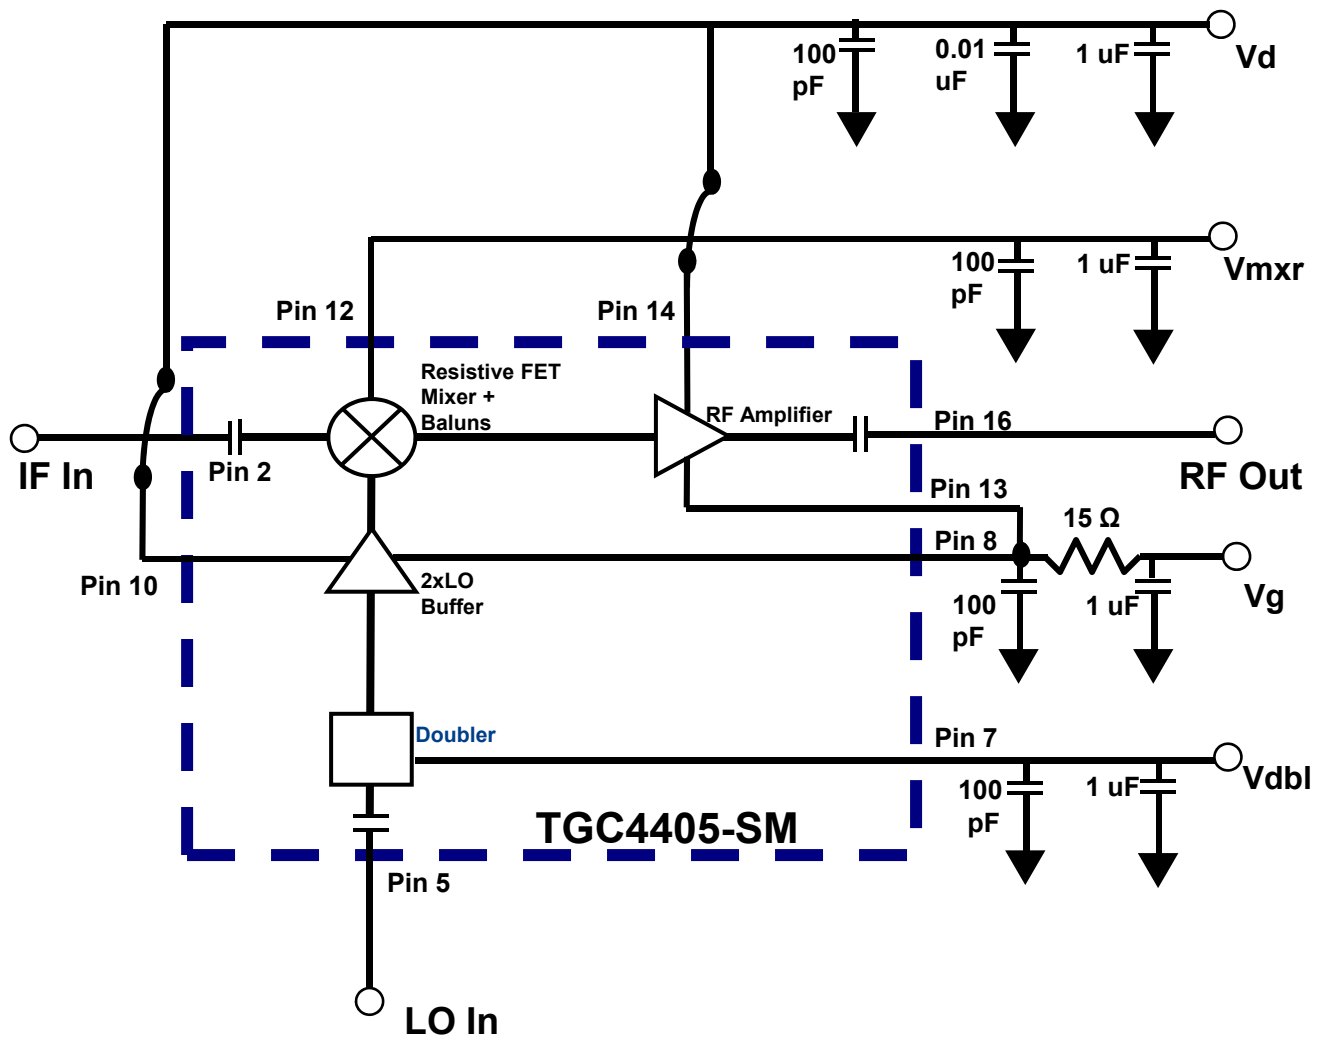 100
pF
0.01
uF
1 uF
Vd
100
pF
1 uF
Vmxr
Pin 12
Pin 14
Resistive FET
Mixer +
Baluns
RF Amplifier
Pin 16
IF In
Pin 2
RF Out
Pin 13
15 Ω
Pin 8
Pin 10
2xLO
Buffer
100
pF
1 uF
Vg
Doubler
Pin 7
100
pF
1 uF
Vdbl
TGC4405-SM
Pin 5
LO In